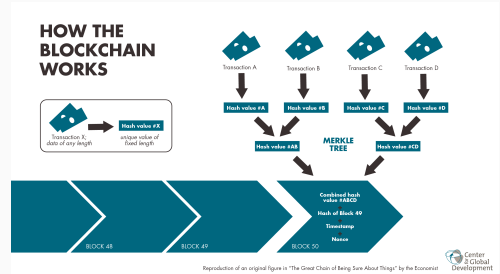 HOW THE
BLOCKCHAIN
WORKS
Transaction A
Transaction B
Transaction C
Transaction D
Transaction X;
data of any length
Hash value #X
unique value of
fixed length
Hash value #A
Hash value #B
Hash value #C
Hash value #D
Hash value #AB
MERKLE
TREE
Hash value #CD
Combined hash
value #ABCD
+
Hash of Block 49
+
Timestamp
+
Nonce
BLOCK 48
BLOCK 49
BLOCK 50
Center
for Global
Development
Reproduction of an original figure in "The Great Chain of Being Sure About Things" by the Economist